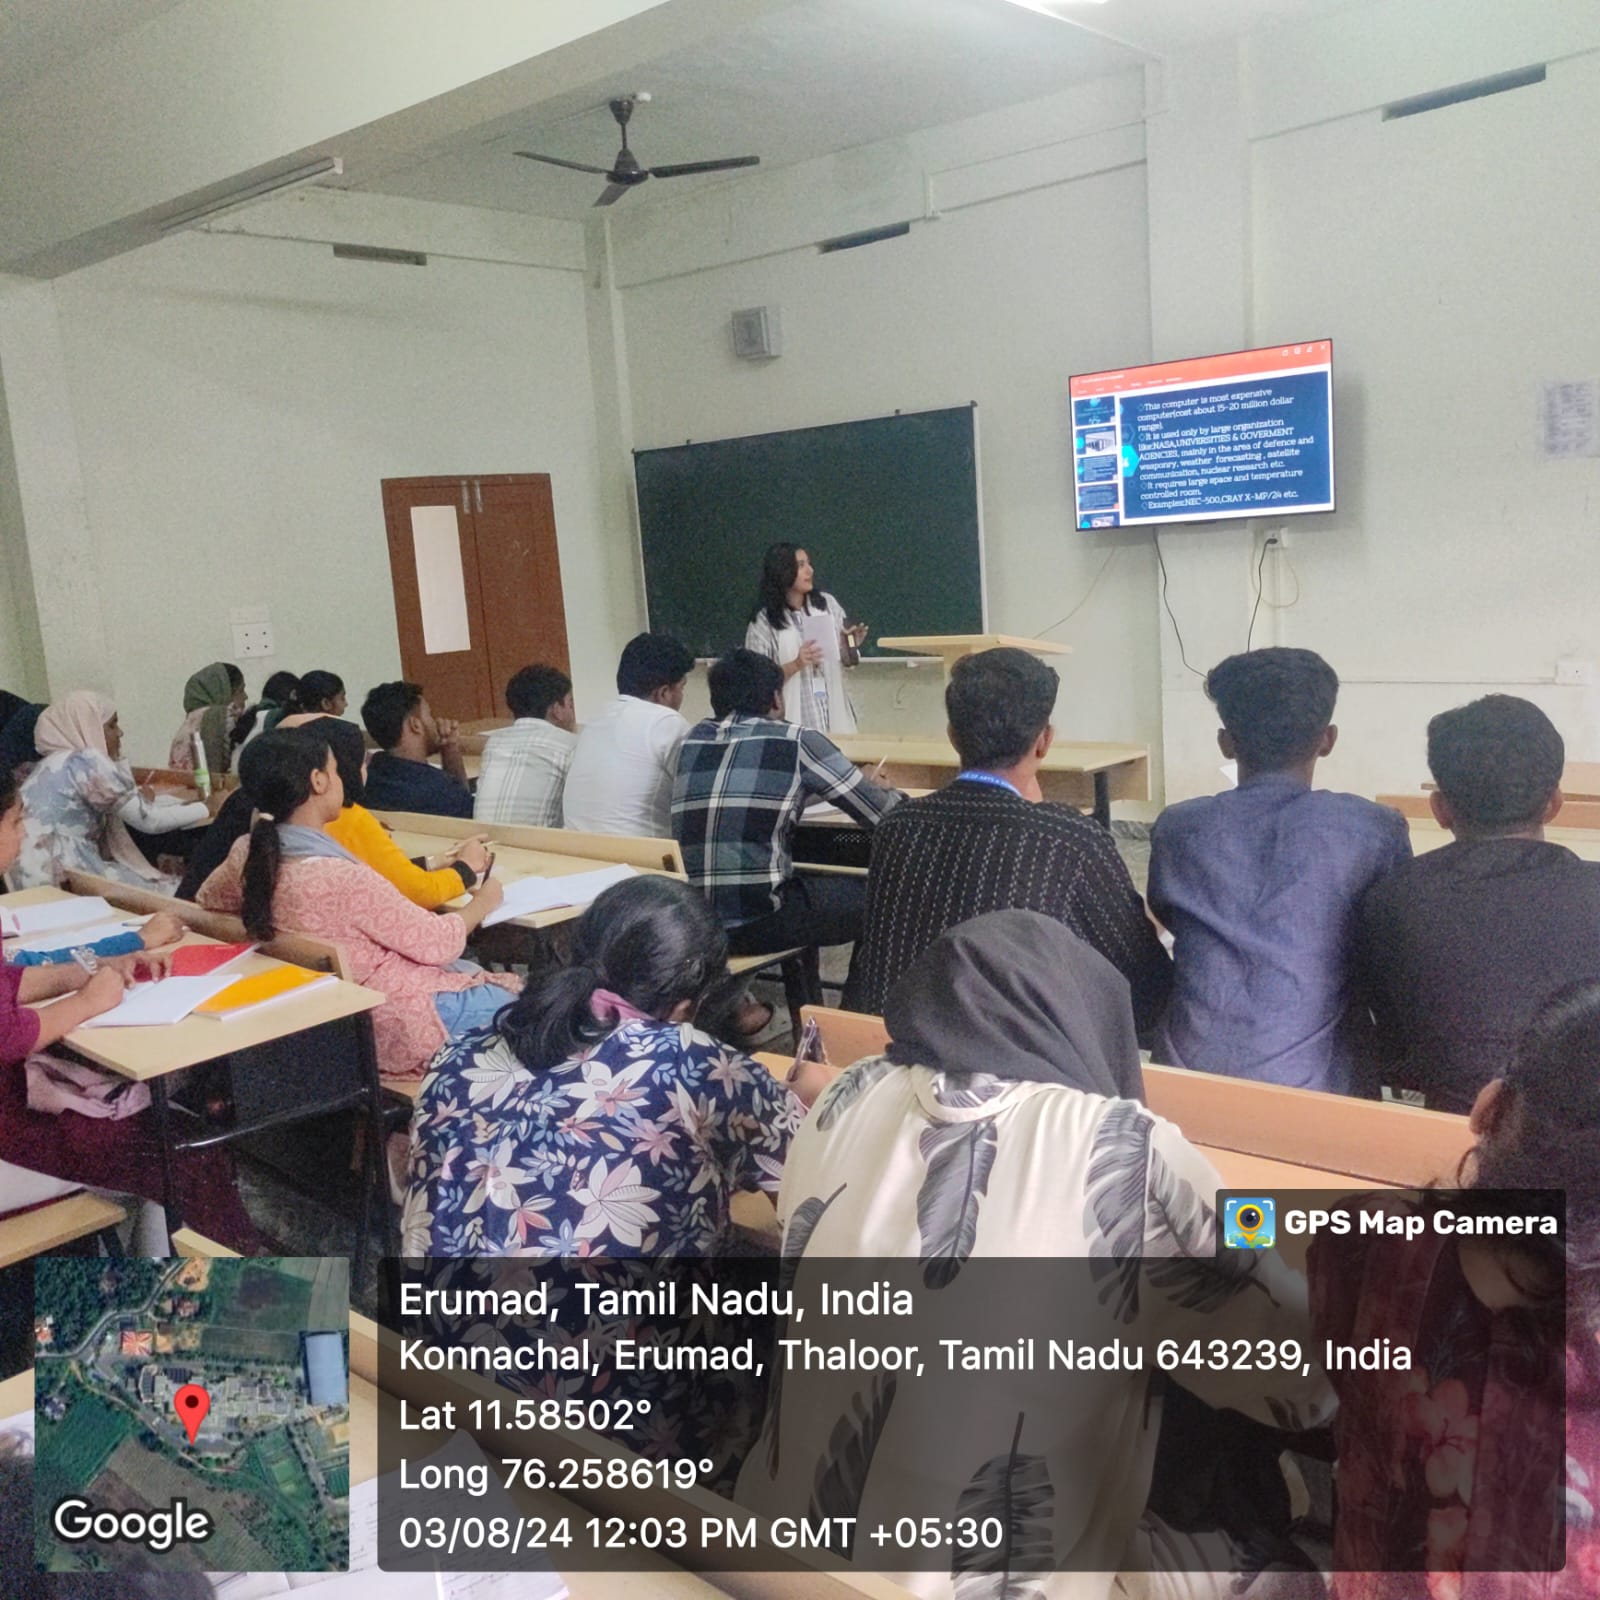 This computer is most expensive
computer(cost about 15-20 million dollar
range).
It is used only by large organization
like:NASA,UNIVERSITIES & GOVERMENT
AGENCIES, mainly in the area of defence and
weaponry, weather forecasting , satellite
communication, nuclear research etc.
It requires large space and temperature
controlled room.
Examples:NEC-500,CRAY X-MP/24 etc.
GPS Map Camera
Erumad, Tamil Nadu, India
Konnachal, Erumad, Thaloor, Tamil Nadu 643239, India
Lat 11.58502°
Long 76.258619°
03/08/24 12:03 PM GMT +05:30
Google